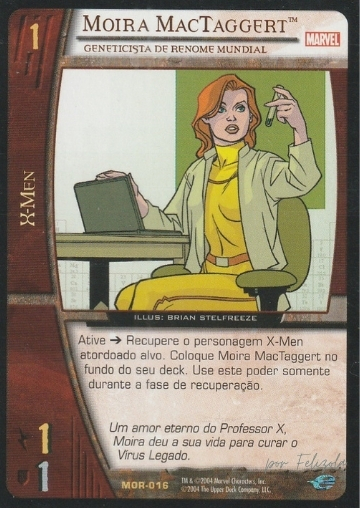 1
MOIRA MACTAGGERT™
GENETICISTA DE RENOME MUNDIAL
MARVEL
X-MEN
ILLUS: BRIAN STELFREEZE
Ative ➔ Recupere o personagem X-Men
atordoado alvo. Coloque Moira MacTaggert no
fundo do seu deck. Use este poder somente
durante a fase de recuperação.
Um amor eterno do Professor X,
Moira deu a sua vida para curar o
Vírus Legado.
1
1
por
MOR-016
TM & ©2004 Marvel Characters, Inc.
©2004 The Upper Deck Company, LLC.